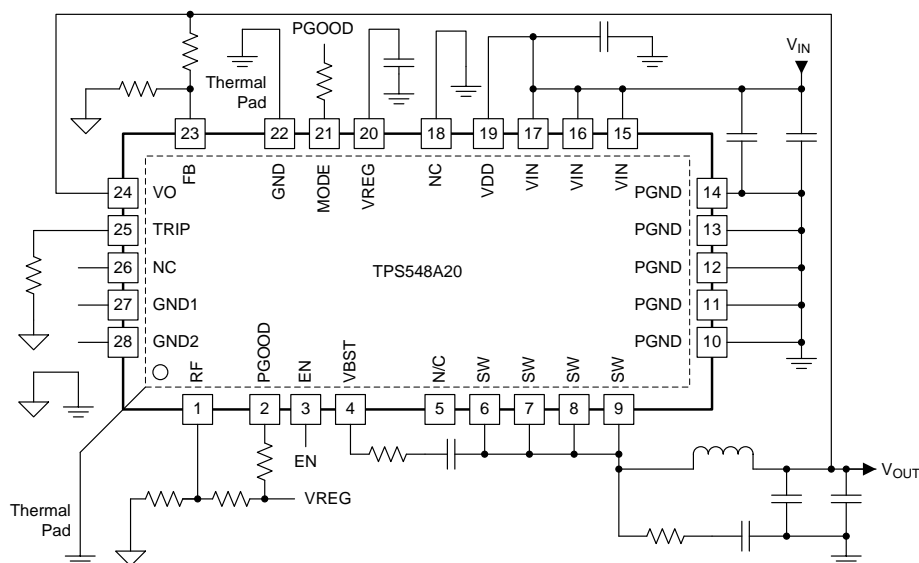 PGOOD
V_IN
Thermal
Pad
23 22 21 20 18 19 17 16 15
FB GND MODE VREG NC VDD VIN VIN VIN
24 VO PGND 14
25 TRIP PGND 13
26 NC TPS548A20 PGND 12
27 GND1 PGND 11
28 GND2 PGND 10
RF PGOOD EN VBST N/C SW SW SW SW
1 2 3 4 5 6 7 8 9
EN
V_OUT
VREG
Thermal
Pad